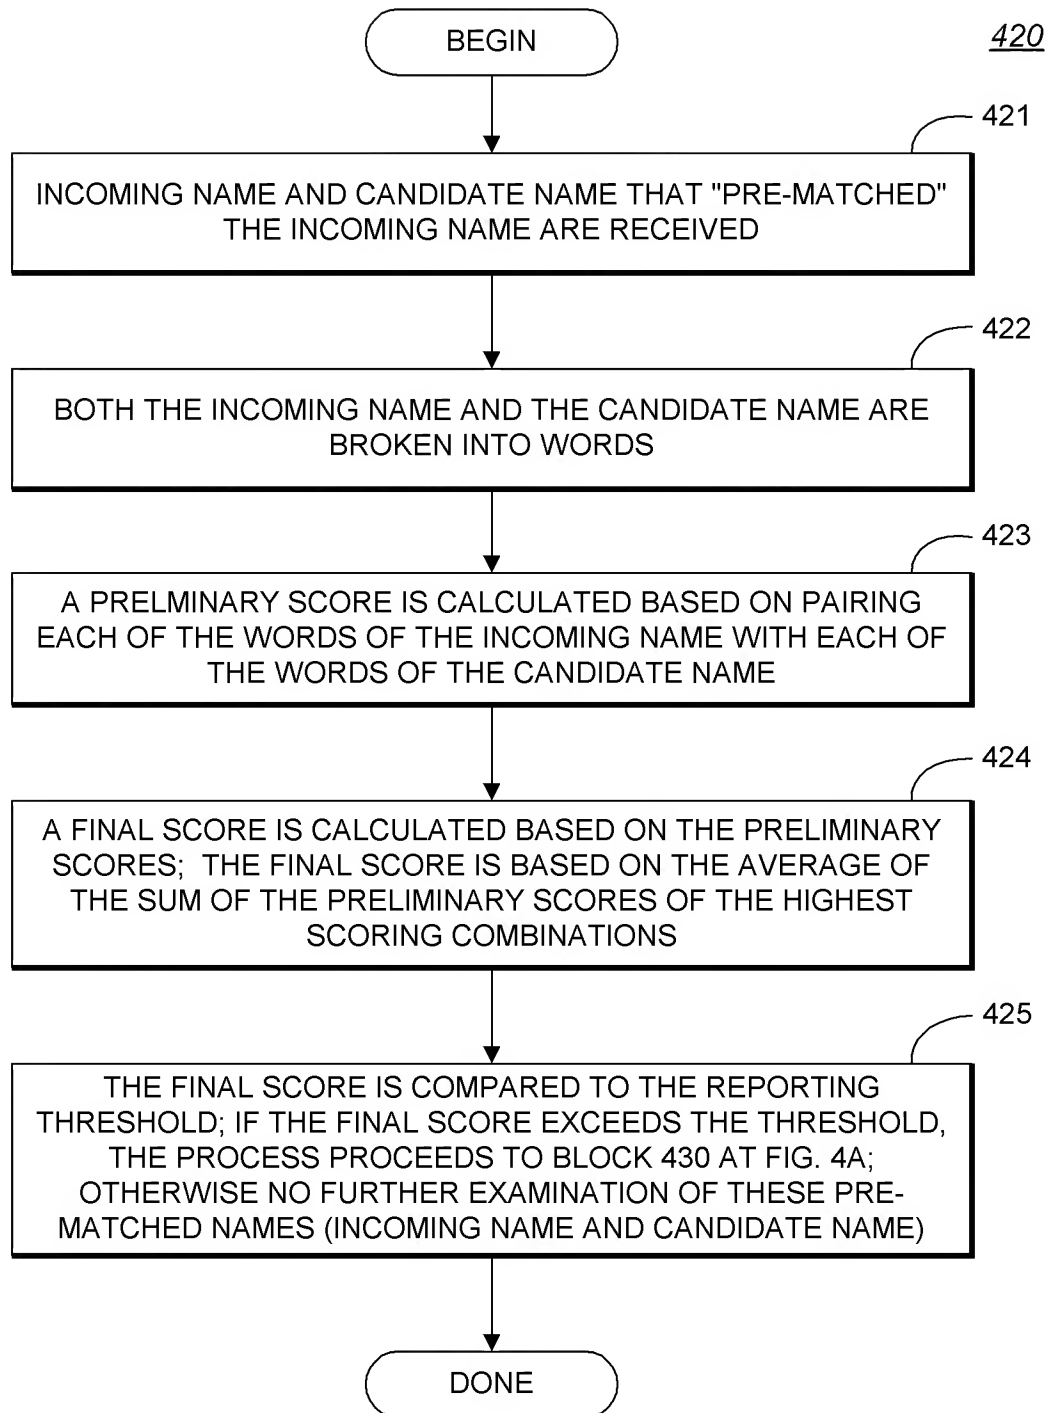 BEGIN
420
421
INCOMING NAME AND CANDIDATE NAME THAT "PRE-MATCHED"
THE INCOMING NAME ARE RECEIVED
422
BOTH THE INCOMING NAME AND THE CANDIDATE NAME ARE
BROKEN INTO WORDS
423
A PRELMINARY SCORE IS CALCULATED BASED ON PAIRING
EACH OF THE WORDS OF THE INCOMING NAME WITH EACH OF
THE WORDS OF THE CANDIDATE NAME
424
A FINAL SCORE IS CALCULATED BASED ON THE PRELIMINARY
SCORES; THE FINAL SCORE IS BASED ON THE AVERAGE OF
THE SUM OF THE PRELIMINARY SCORES OF THE HIGHEST
SCORING COMBINATIONS
425
THE FINAL SCORE IS COMPARED TO THE REPORTING
THRESHOLD; IF THE FINAL SCORE EXCEEDS THE THRESHOLD,
THE PROCESS PROCEEDS TO BLOCK 430 AT FIG. 4A;
OTHERWISE NO FURTHER EXAMINATION OF THESE PRE-
MATCHED NAMES (INCOMING NAME AND CANDIDATE NAME)
DONE